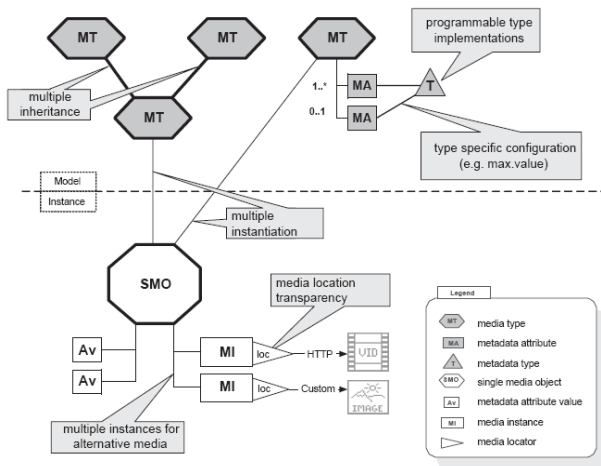 programmable type
implementations
MT
MT
MT
1..*
MA
T
0..1
MA
multiple
inheritance
MT
type specific configuration
(e.g. max.value)
Model
Instance
multiple
instantiation
SMO
media location
transparency
Av
MI
loc
HTTP
VID
Av
MI
loc
Custom
IMAGE
multiple instances for
alternative media
Legend
MT media type
MA metadata attribute
T metadata type
SMO single media object
Av metadata attribute value
MI media instance
media locator